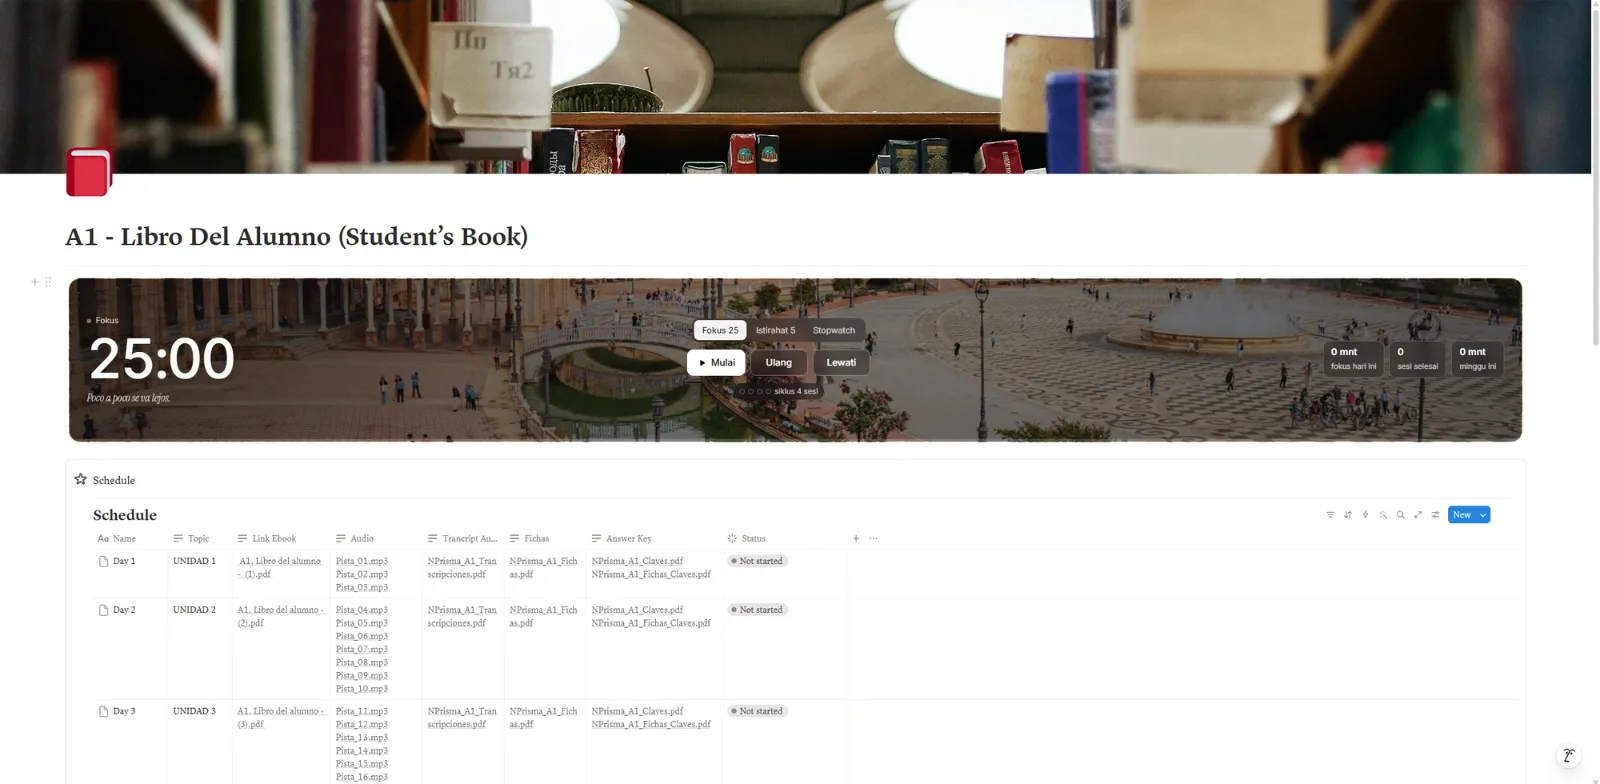 Пп
Тя2
A1 - Libro Del Alumno (Student’s Book)
Fokus
25:00
Poco a poco se va lejos.
Fokus 25 Istirahat 5 Stopwatch
Mulai Ulang Lewati
siklus 4 sesi
0 mnt
fokus hari ini
0
sesi selesai
0 mnt
minggu ini
Schedule
Schedule
New
Aa Name Topic Link Ebook Audio Trancript Au... Fichas Answer Key Status
Day 1
UNIDAD 1
A1. Libro del alumno
- (1).pdf
Pista_01.mp3
Pista_02.mp3
Pista_03.mp3
NPrisma_A1_Tran
scripciones.pdf
NPrisma_A1_Fich
as.pdf
NPrisma_A1_Claves.pdf
NPrisma_A1_Fichas_Claves.pdf
Not started
Day 2
UNIDAD 2
A1. Libro del alumno -
(2).pdf
Pista_04.mp3
Pista_05.mp3
Pista_06.mp3
Pista_07.mp3
Pista_08.mp3
Pista_09.mp3
Pista_10.mp3
NPrisma_A1_Tran
scripciones.pdf
NPrisma_A1_Fich
as.pdf
NPrisma_A1_Claves.pdf
NPrisma_A1_Fichas_Claves.pdf
Not started
Day 3
UNIDAD 3
A1. Libro del alumno -
(3).pdf
Pista_11.mp3
Pista_12.mp3
Pista_13.mp3
Pista_14.mp3
Pista_15.mp3
Pista_16.mp3
NPrisma_A1_Tran
scripciones.pdf
NPrisma_A1_Fich
as.pdf
NPrisma_A1_Claves.pdf
NPrisma_A1_Fichas_Claves.pdf
Not started